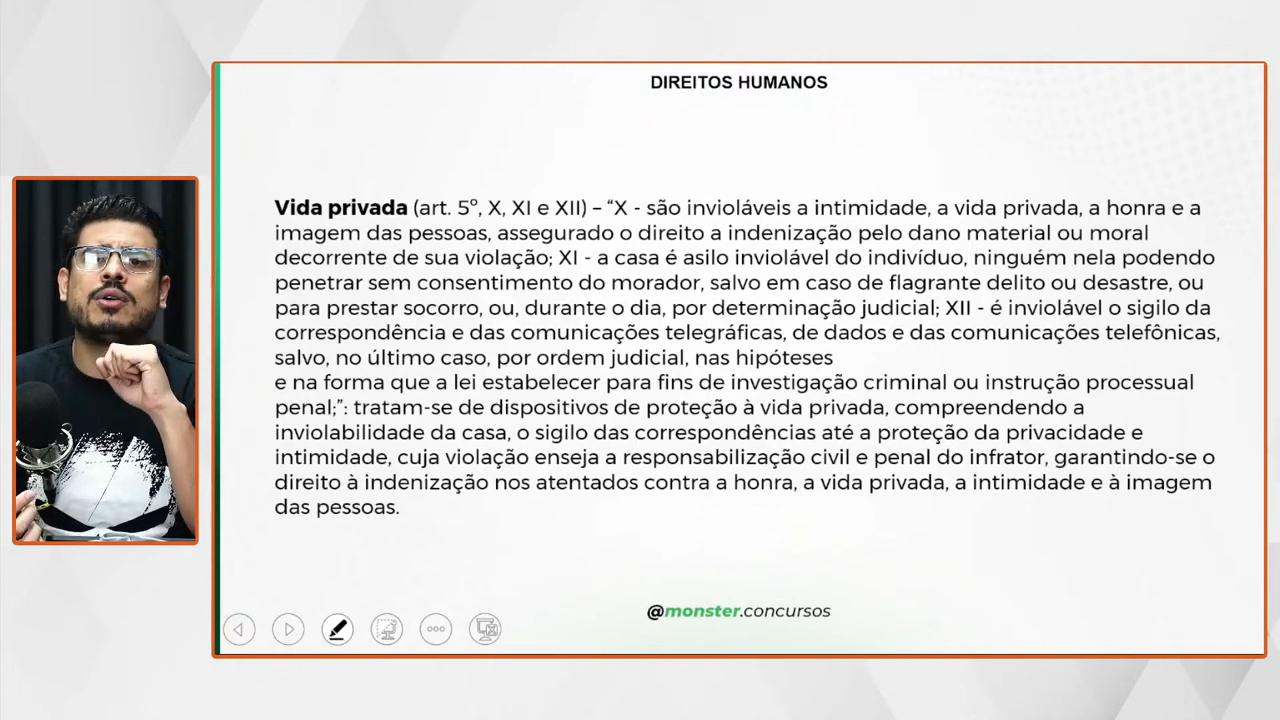 DIREITOS HUMANOS
Vida privada (art. 5º, X, XI e XII) – “X - são invioláveis a intimidade, a vida privada, a honra e a
imagem das pessoas, assegurado o direito a indenização pelo dano material ou moral
decorrente de sua violação; XI - a casa é asilo inviolável do indivíduo, ninguém nela podendo
penetrar sem consentimento do morador, salvo em caso de flagrante delito ou desastre, ou
para prestar socorro, ou, durante o dia, por determinação judicial; XII - é inviolável o sigilo da
correspondência e das comunicações telegráficas, de dados e das comunicações telefônicas,
salvo, no último caso, por ordem judicial, nas hipóteses
e na forma que a lei estabelecer para fins de investigação criminal ou instrução processual
penal;”: tratam-se de dispositivos de proteção à vida privada, compreendendo a
inviolabilidade da casa, o sigilo das correspondências até a proteção da privacidade e
intimidade, cuja violação enseja a responsabilização civil e penal do infrator, garantindo-se o
direito à indenização nos atentados contra a honra, a vida privada, a intimidade e à imagem
das pessoas.
@monster.concursos